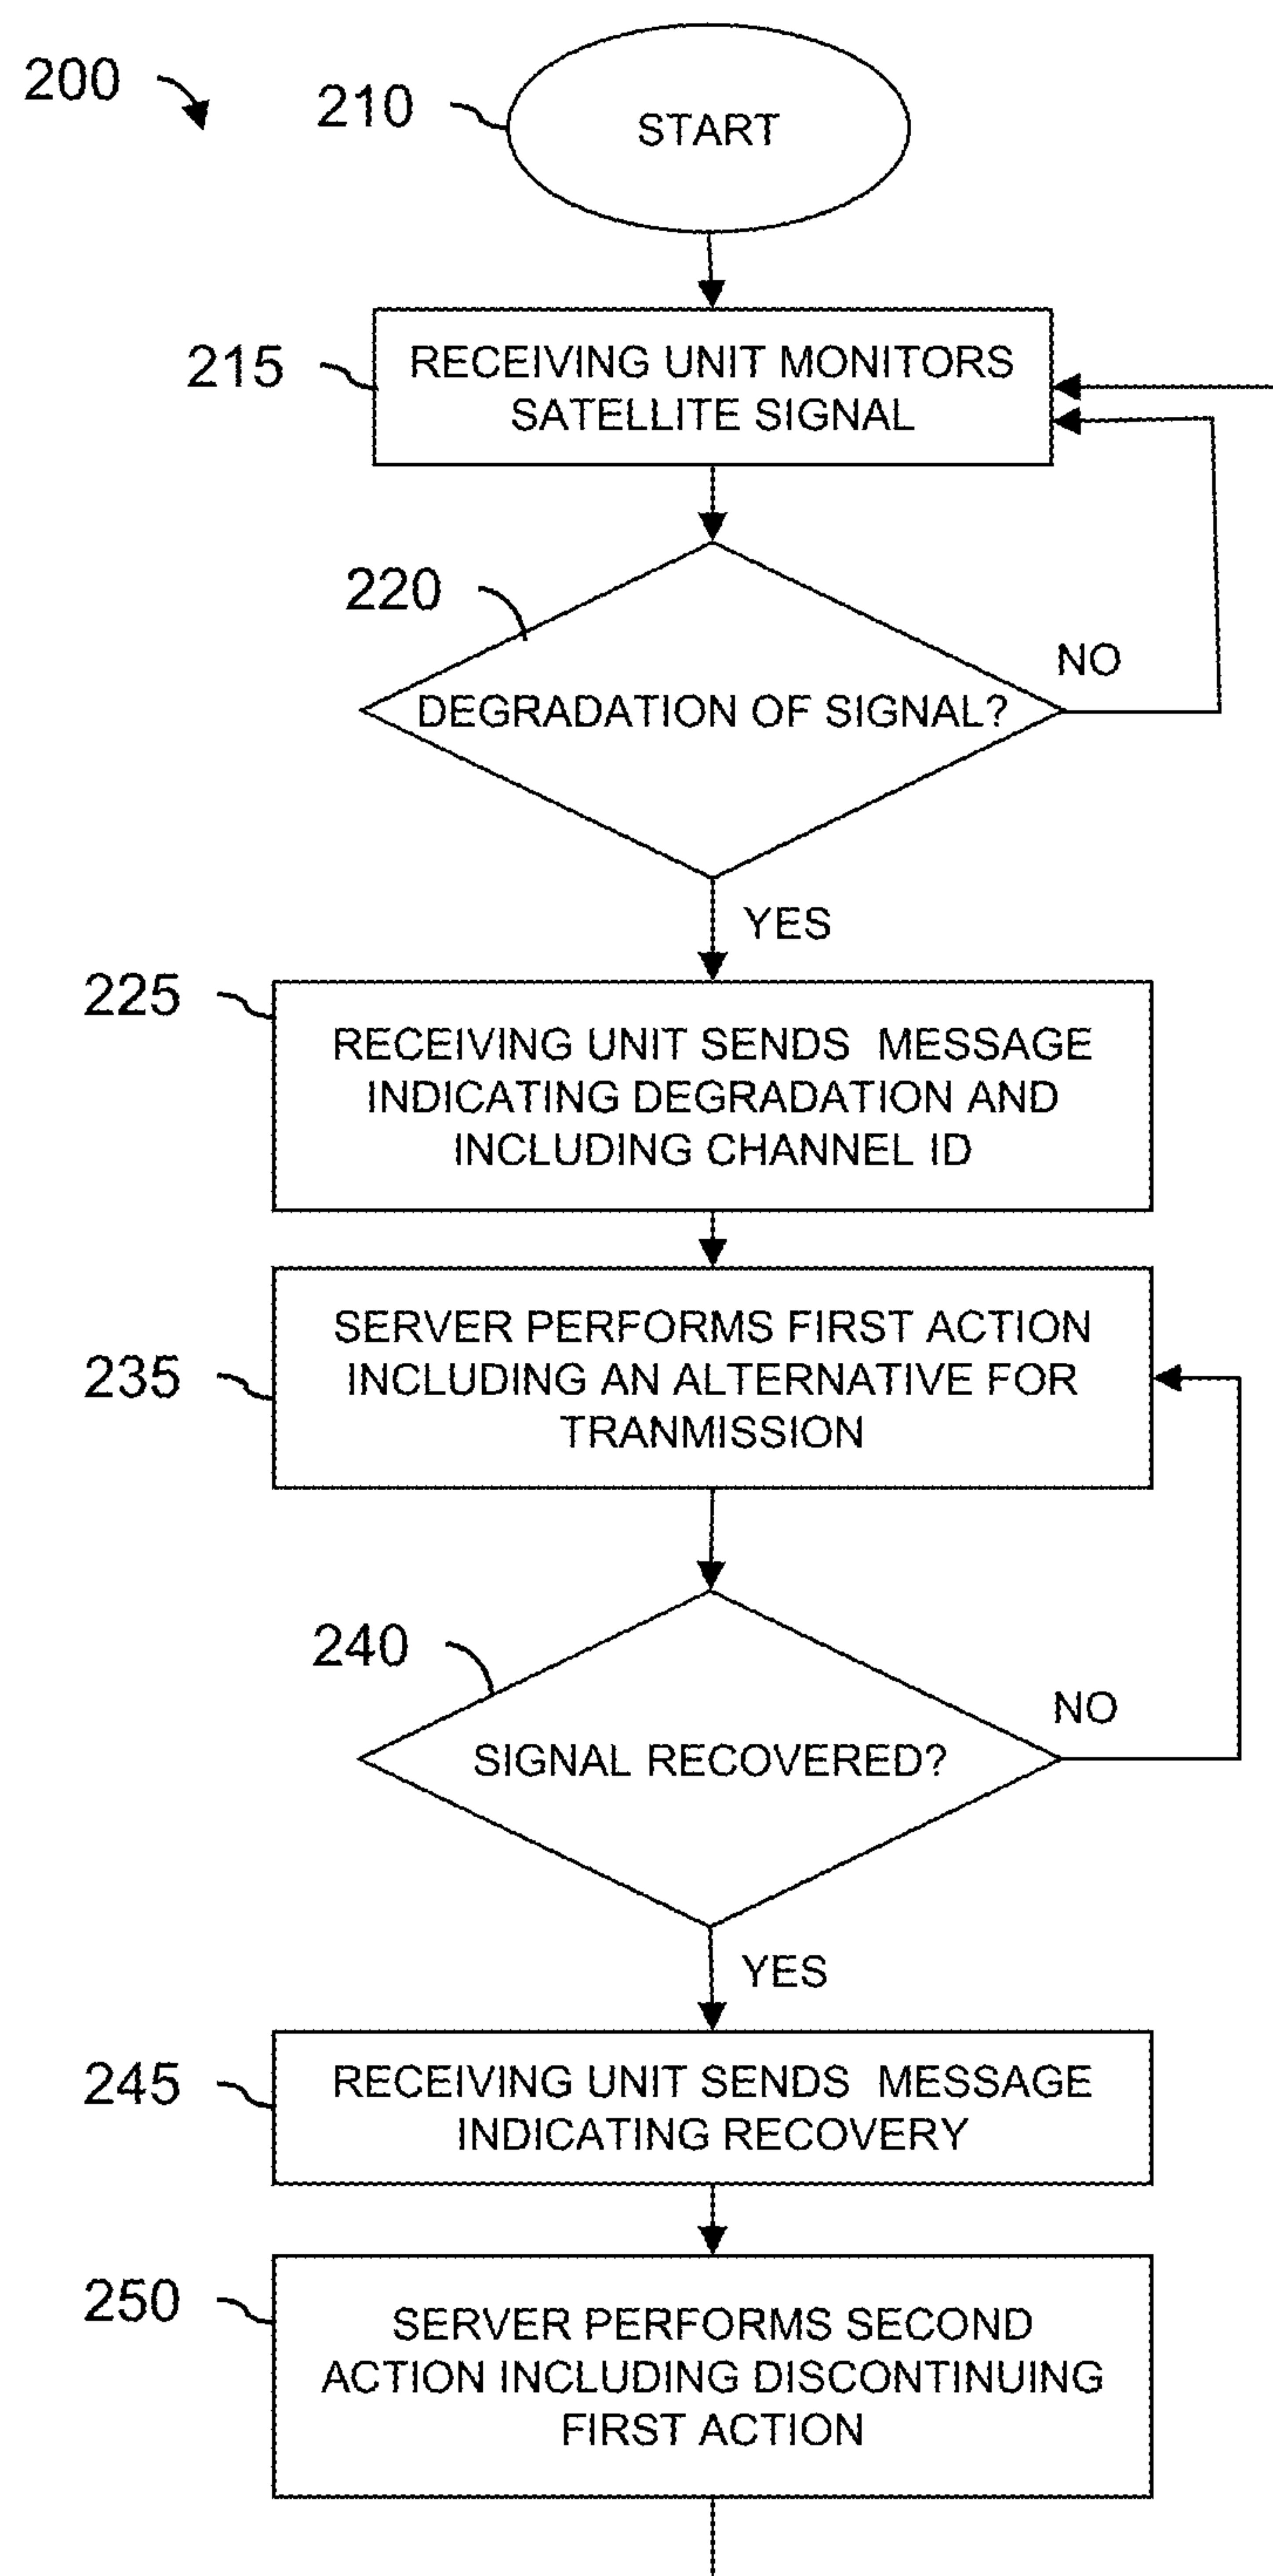 200
210
START
215
RECEIVING UNIT MONITORS
SATELLITE SIGNAL
220
DEGRADATION OF SIGNAL?
NO
YES
225
RECEIVING UNIT SENDS MESSAGE
INDICATING DEGRADATION AND
INCLUDING CHANNEL ID
235
SERVER PERFORMS FIRST ACTION
INCLUDING AN ALTERNATIVE FOR
TRANMISSION
240
SIGNAL RECOVERED?
NO
YES
245
RECEIVING UNIT SENDS MESSAGE
INDICATING RECOVERY
250
SERVER PERFORMS SECOND
ACTION INCLUDING DISCONTINUING
FIRST ACTION